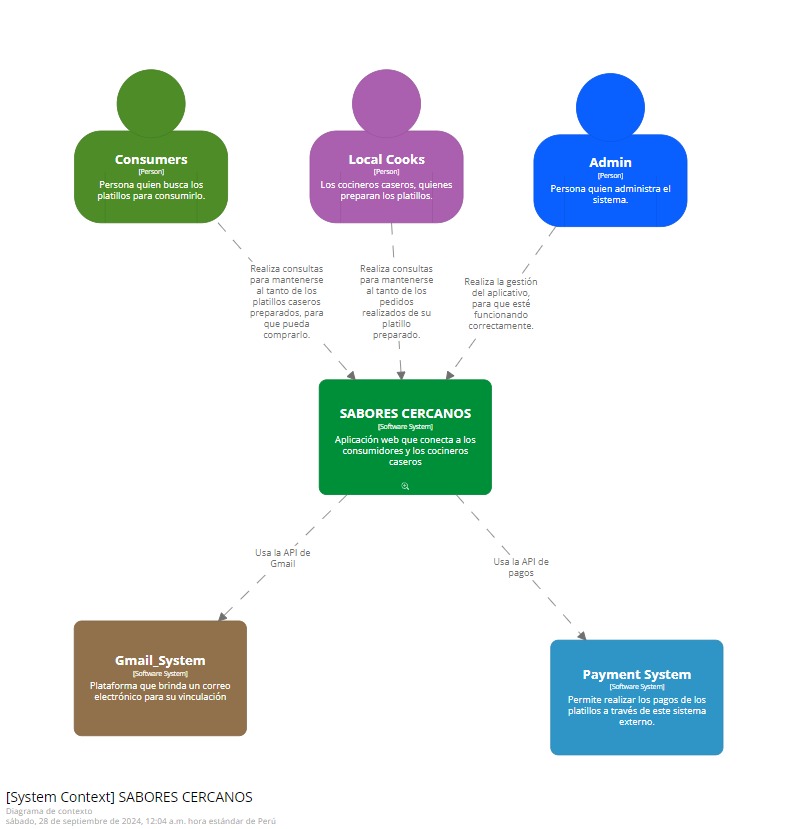 Consumers
[Person]
Persona quien busca los
platillos para consumirlo.
Local Cooks
[Person]
Los cocineros caseros, quienes
preparan los platillos.
Admin
[Person]
Persona quien administra el
sistema.
Realiza consultas
para mantenerse
al tanto de los
platillos caseros
preparados, para
que pueda
comprarlo.
Realiza consultas
para mantenerse
al tanto de los
pedidos
realizados de su
platillo
preparado.
Realiza la gestión
del aplicativo,
para que esté
funcionando
correctamente.
SABORES CERCANOS
[Software System]
Aplicación web que conecta a los
consumidores y los cocineros
caseros
Usa la API de
Gmail
Usa la API de
pagos
Gmail_System
[Software System]
Plataforma que brinda un correo
electrónico para su vinculación
Payment System
[Software System]
Permite realizar los pagos de los
platillos a través de este sistema
externo.
[System Context] SABORES CERCANOS
Diagrama de contexto
sábado, 28 de septiembre de 2024, 12:04 a.m. hora estándar de Perú